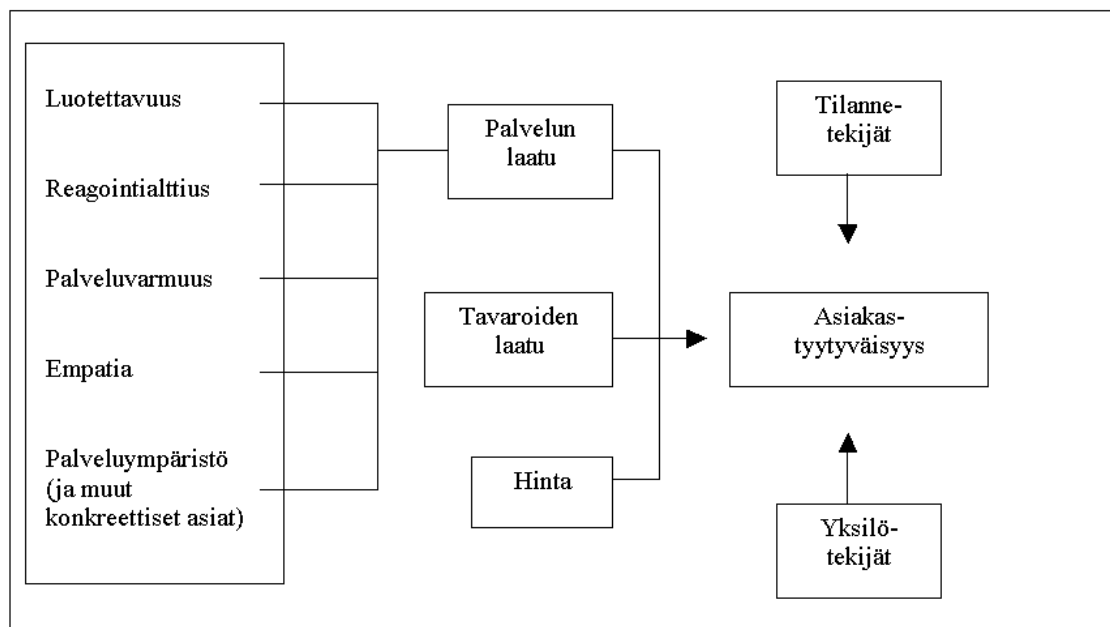 Luotettavuus
Reagointialttius
Palveluvarmuus
Empatia
Palveluympäristö
(ja muut
konkreettiset asiat)
Palvelun
laatu
Tavaroiden
laatu
Hinta
Tilanne-
tekijät
Asiakas-
tyytyväisyys
Yksilö-
tekijät